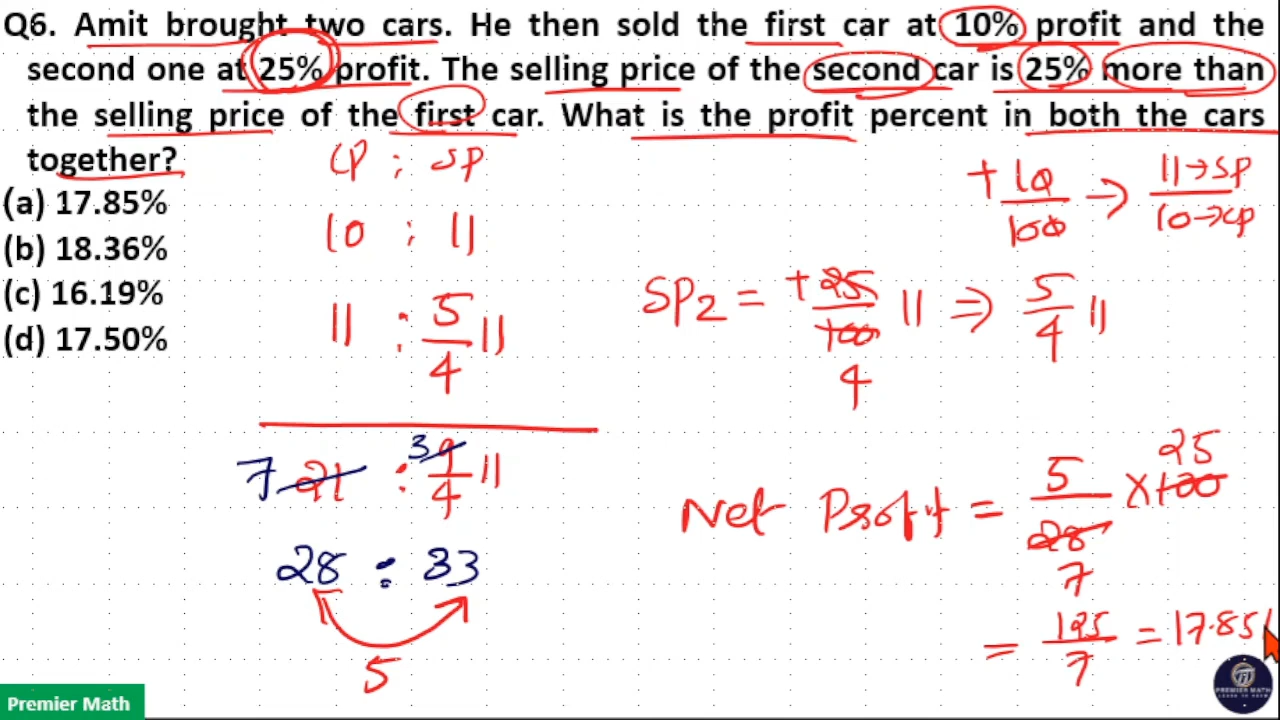 Q6. Amit brought two cars. He then sold the first car at 10% profit and the
second one at 25% profit. The selling price of the second car is 25% more than
the selling price of the first car. What is the profit percent in both the cars
together?
(a) 17.85%
(b) 18.36%
(c) 16.19%
(d) 17.50%
CP : SP
10 : 11
11 : 5/4 11
7 21 : 3 9/4 11
28 : 33
5
+10/100 → 11→SP/10→CP
SP2 = +25/100 11 ⇒ 5/4 11
4
Net Profit = 5/28 × 100
25
7
= 125/7 = 17.85
Premier Math
PREMIER MATH